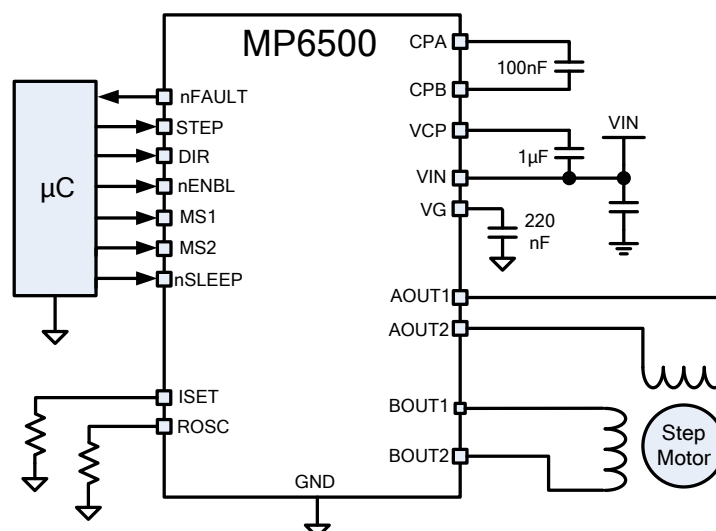 MP6500
µC
nFAULT
STEP
DIR
nENBL
MS1
MS2
nSLEEP
ISET
ROSC
GND
CPA
CPB
VCP
VIN
VG
AOUT1
AOUT2
BOUT1
BOUT2
100nF
1µF
VIN
220
nF
Step
Motor